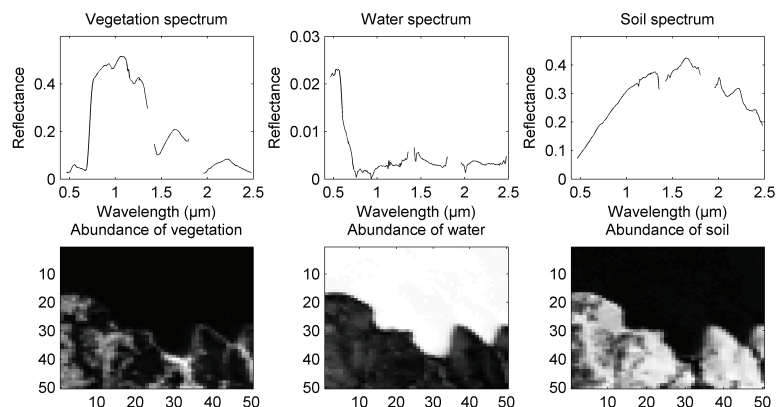 Vegetation spectrum
Water spectrum
Soil spectrum
Reflectance
0.4
0.2
0
0.5 1 1.5 2 2.5
Wavelength (µm)
Reflectance
0.03
0.02
0.01
0
0.5 1 1.5 2 2.5
Wavelength (µm)
Reflectance
0.4
0.3
0.2
0.1
0
0.5 1 1.5 2 2.5
Wavelength (µm)
Abundance of vegetation
10
20
30
40
50
10 20 30 40 50
Abundance of water
10
20
30
40
50
10 20 30 40 50
Abundance of soil
10
20
30
40
50
10 20 30 40 50